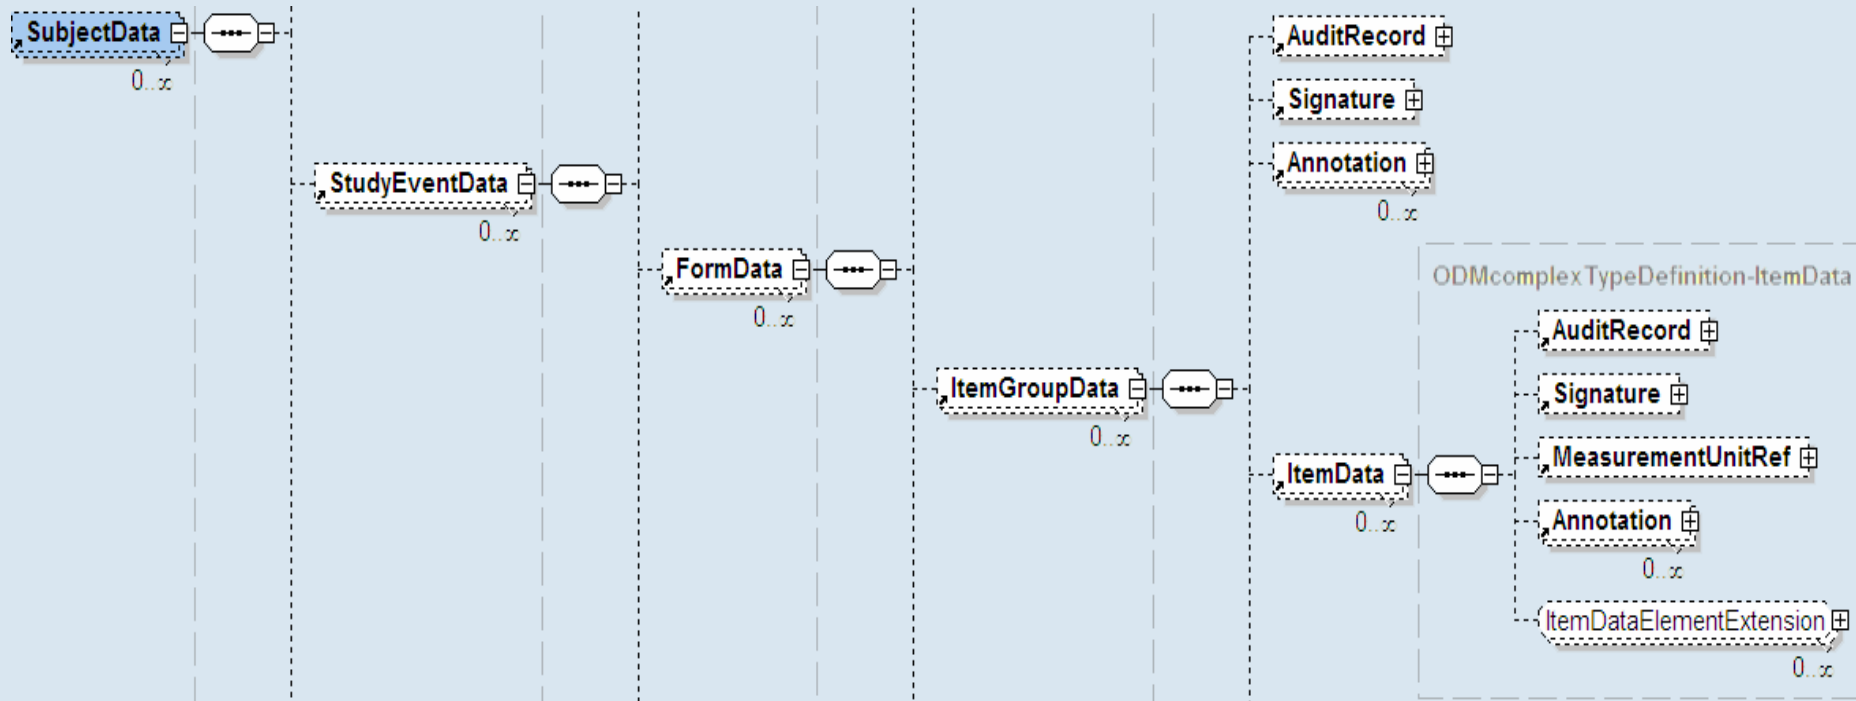 SubjectData
0..∞
StudyEventData
0..∞
FormData
0..∞
ItemGroupData
0..∞
AuditRecord
Signature
Annotation
0..∞
ItemData
0..∞
ODMcomplexTypeDefinition-ItemData
AuditRecord
Signature
MeasurementUnitRef
Annotation
0..∞
ItemDataElementExtension
0..∞